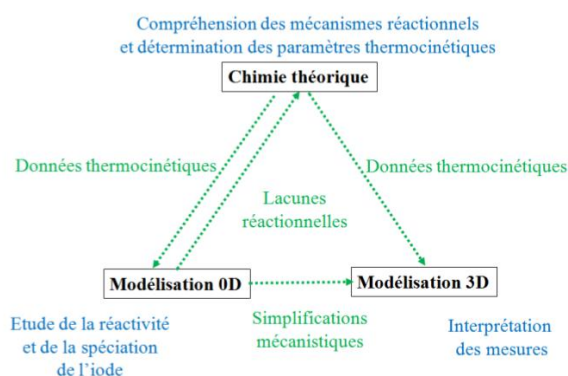 Compréhension des mécanismes réactionnels
et détermination des paramètres thermocinétiques
Chimie théorique
Données thermocinétiques
Données thermocinétiques
Lacunes
réactionnelles
Modélisation 0D
Modélisation 3D
Etude de la réactivité
et de la spéciation
de l'iode
Simplifications
mécanistiques
Interprétation
des mesures